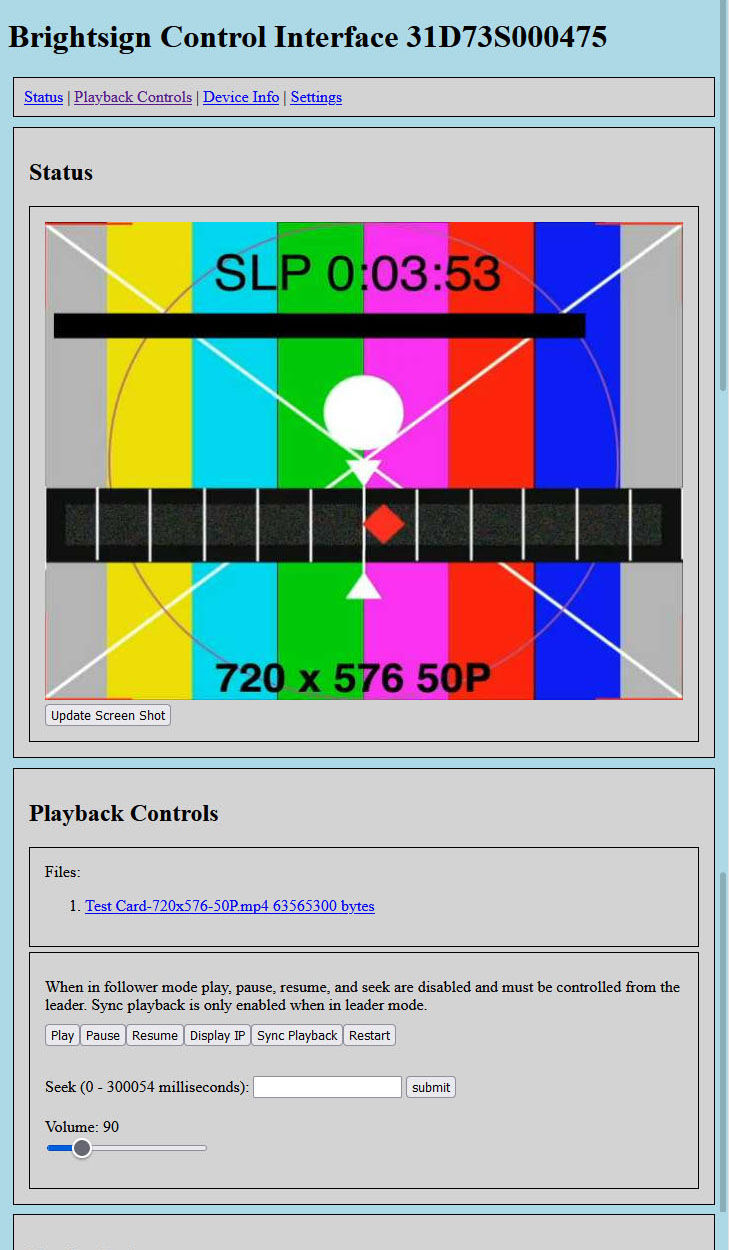 Brightsign Control Interface 31D73S000475
Status | Playback Controls | Device Info | Settings
Status
SLP 0:03:53
720 x 576 50P
Update Screen Shot
Playback Controls
Files:
1. Test Card-720x576-50P.mp4 63565300 bytes
When in follower mode play, pause, resume, and seek are disabled and must be controlled from the
leader. Sync playback is only enabled when in leader mode.
Play Pause Resume Display IP Sync Playback Restart
Seek (0 - 300054 milliseconds): submit
Volume: 90